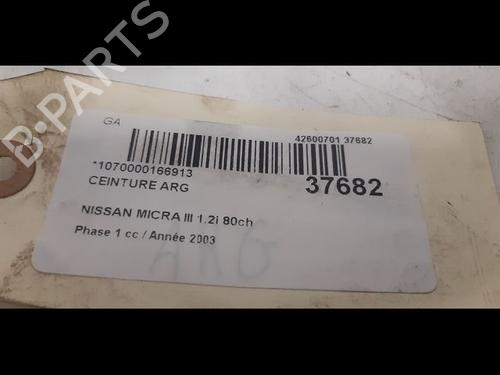 GA
42600701 37682
*1070000166913
37682
CEINTURE ARG
NISSAN MICRA III 1.2i 80ch
Phase 1 cc / Année 2003
ARG
B-PARTS